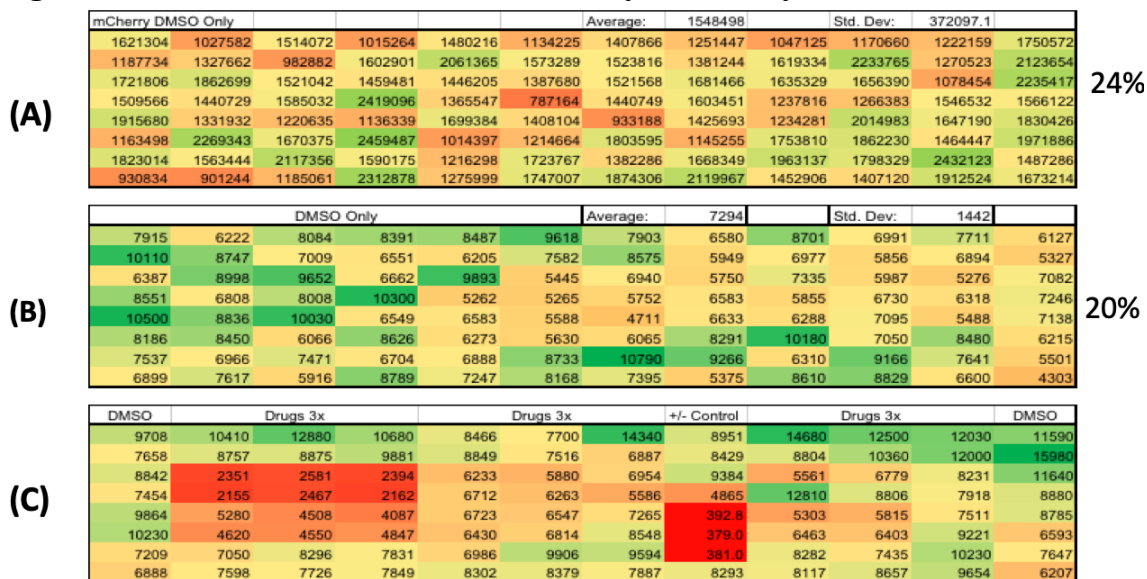 mCherry DMSO Only Average: 1548498 Std. Dev: 372097.1
1621304 1027582 1514072 1015264 1480216 1134225 1407866 1251447 1047125 1170660 1222159 1750572
1187734 1327662 982882 1602901 2061365 1573289 1523816 1381244 1619334 2233765 1270523 2123654
1721806 1862699 1521042 1459481 1446205 1387680 1521568 1681466 1635329 1656390 1078454 2235417
24%
(A)
1509566 1440729 1585032 2419096 1365547 787164 1440749 1603451 1237816 1266383 1546532 1566122
1915680 1331932 1220635 1136339 1699384 1408104 933188 1425693 1234281 2014983 1647190 1830426
1163498 2269343 1670375 2459487 1014397 1214664 1803595 1145255 1753810 1862230 1464447 1971886
1823014 1563444 2117356 1590175 1216298 1723767 1382286 1668349 1963137 1798329 2432123 1487286
930834 901244 1185061 2312878 1275999 1747007 1874306 2119967 1452906 1407120 1912524 1673214
DMSO Only Average: 7294 Std. Dev: 1442
7915 6222 8084 8391 8487 9618 7903 6580 8701 6991 7711 6127
10110 8747 7009 6551 6205 7582 8575 5949 6977 5856 6894 5327
6387 8998 9652 6662 9893 5445 6940 5750 7335 5987 5276 7082
(B)
8551 6808 8008 10300 5262 5265 5752 6583 5855 6730 6318 7246
20%
10500 8836 10030 6549 6583 5588 4711 6633 6288 7095 5488 7138
8186 8450 6066 8626 6273 5630 6065 8291 10180 7050 8480 6215
7537 6966 7471 6704 6888 8733 10790 9266 6310 9166 7641 5501
6899 7617 5916 8789 7247 8168 7395 5375 8610 8829 6600 4303
DMSO Drugs 3x Drugs 3x +/- Control Drugs 3x DMSO
9708 10410 12880 10680 8466 7700 14340 8951 14680 12500 12030 11590
7658 8757 8875 9881 8849 7516 6887 8429 8804 10360 12000 15980
8842 2351 2581 2394 6233 5880 6954 9384 5561 6779 8231 11640
(C)
7454 2155 2467 2162 6712 6263 5586 4865 12810 8806 7918 8880
9864 5280 4508 4087 6723 6547 7265 392.8 5303 5815 7511 8785
10230 4620 4550 4847 6430 6814 8548 379.0 6463 6403 9221 6593
7209 7050 8296 7831 6986 9906 9594 381.0 8282 7435 10230 7647
6888 7598 7726 7849 8302 8379 7887 8293 8117 8657 9654 6207